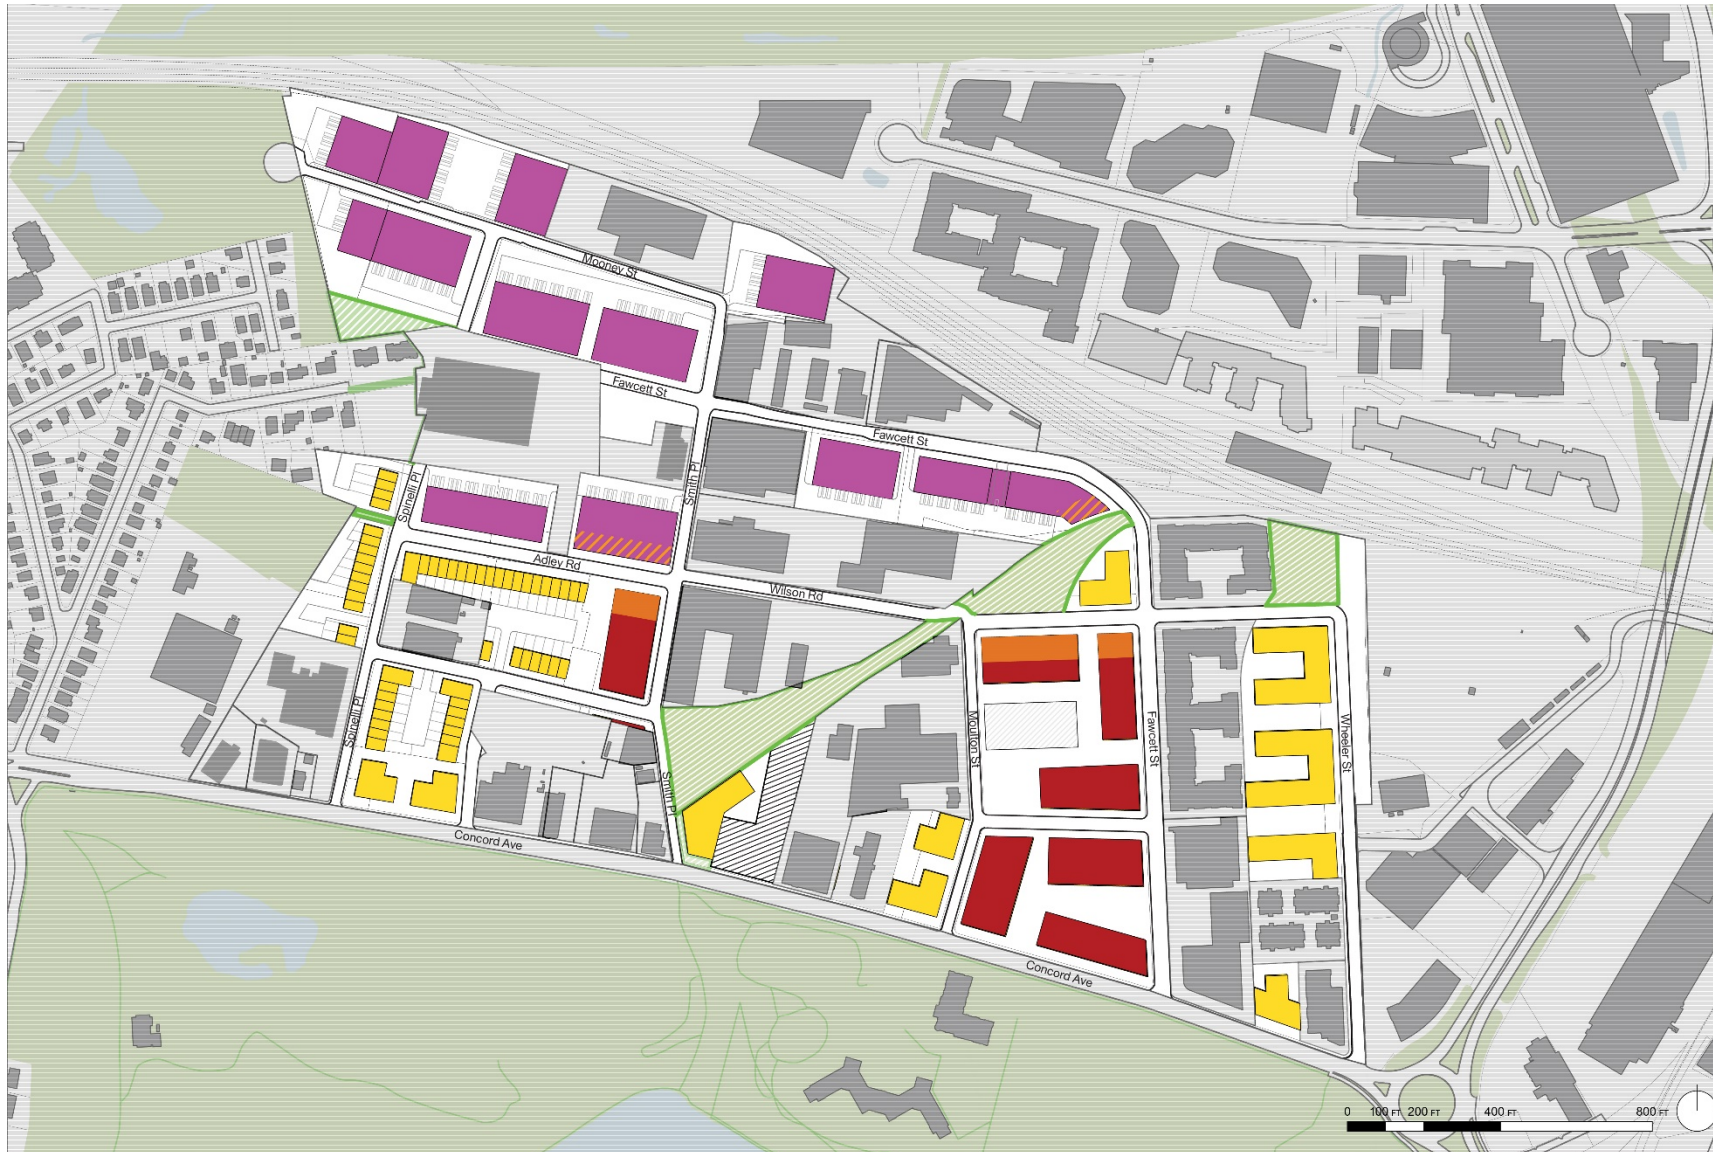 Mooney St
Fawcett St
Fawcett St
Smith Pl
Spinelli Pl
Adley Rd
Wilson Rd
Spinelli Pl
Moulton St
Fawcett St
Wheeler St
Smith Pl
Concord Ave
Concord Ave
0 100 FT 200 FT 400 FT 800 FT